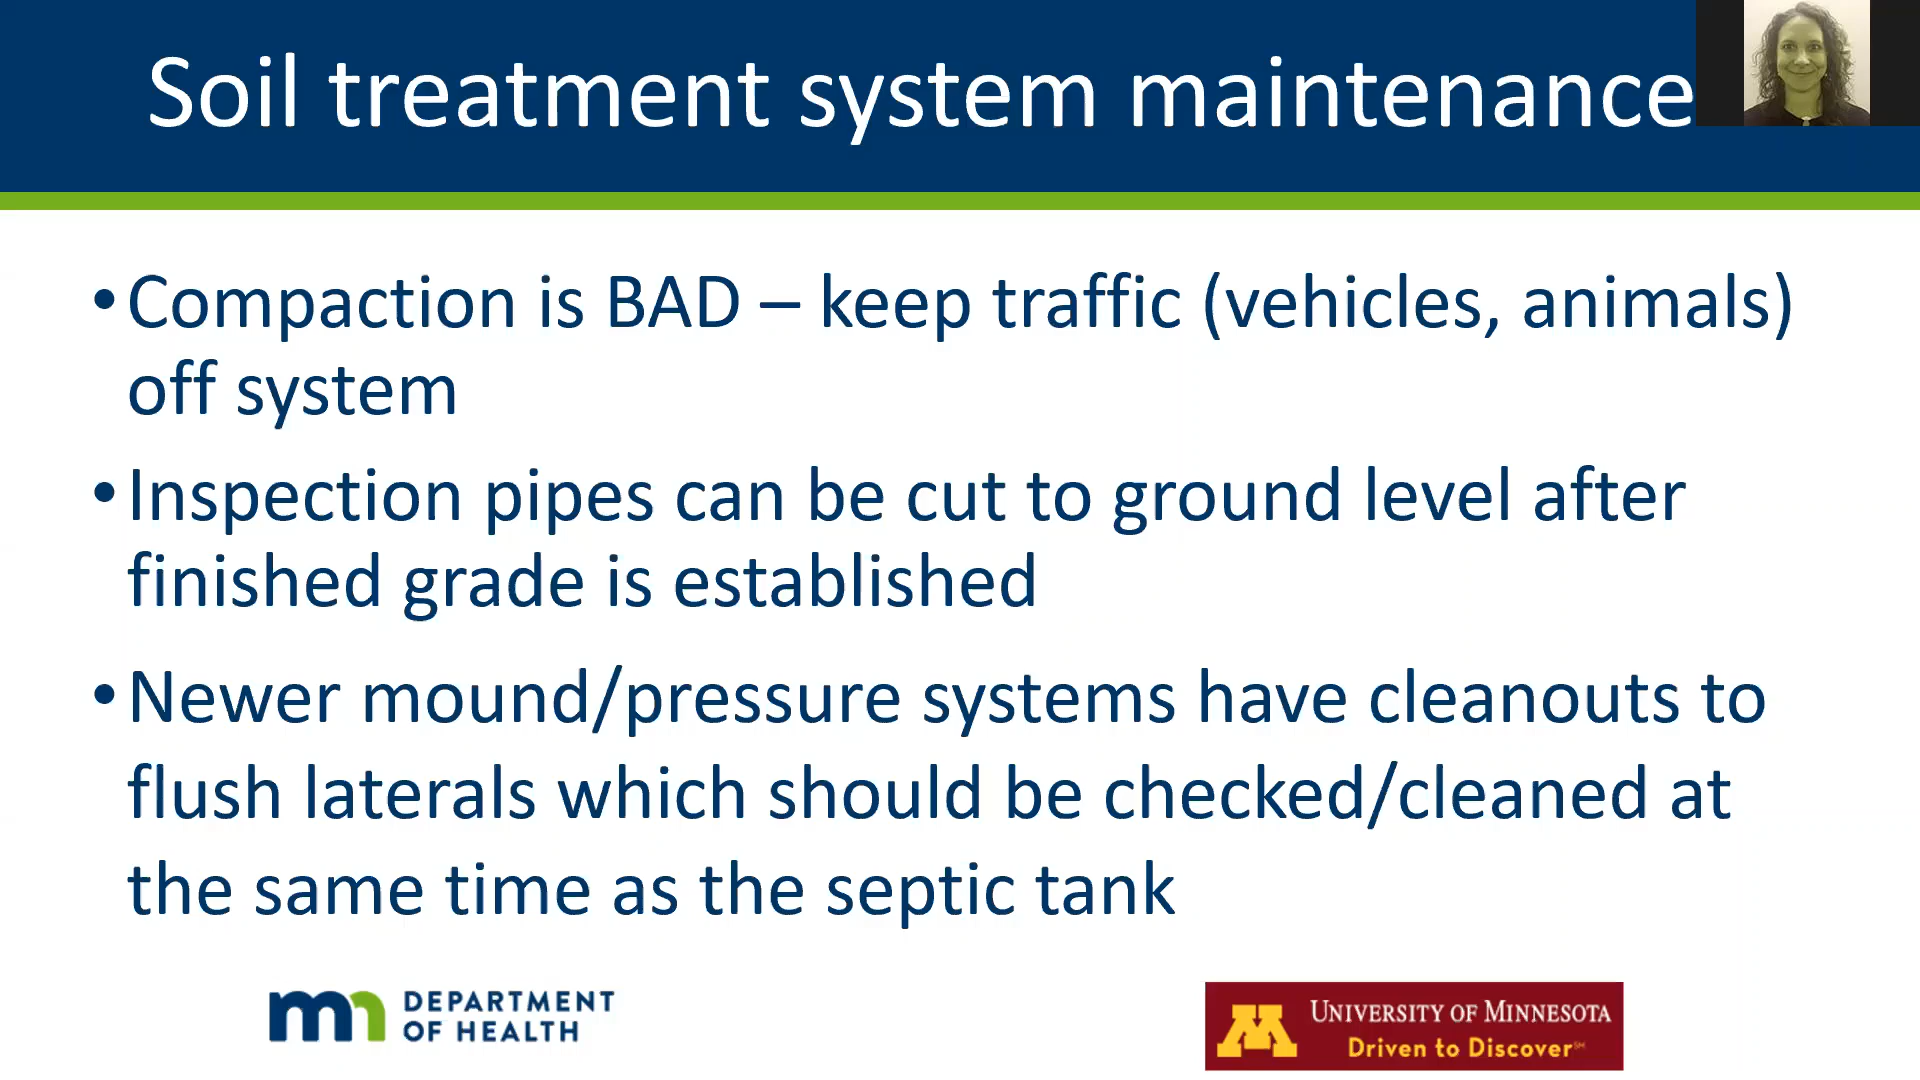 Soil treatment system maintenance
•Compaction is BAD – keep traffic (vehicles, animals)
off system
•Inspection pipes can be cut to ground level after
finished grade is established
•Newer mound/pressure systems have cleanouts to
flush laterals which should be checked/cleaned at
the same time as the septic tank
mn DEPARTMENT
OF HEALTH
M UNIVERSITY OF MINNESOTA
Driven to Discover℠